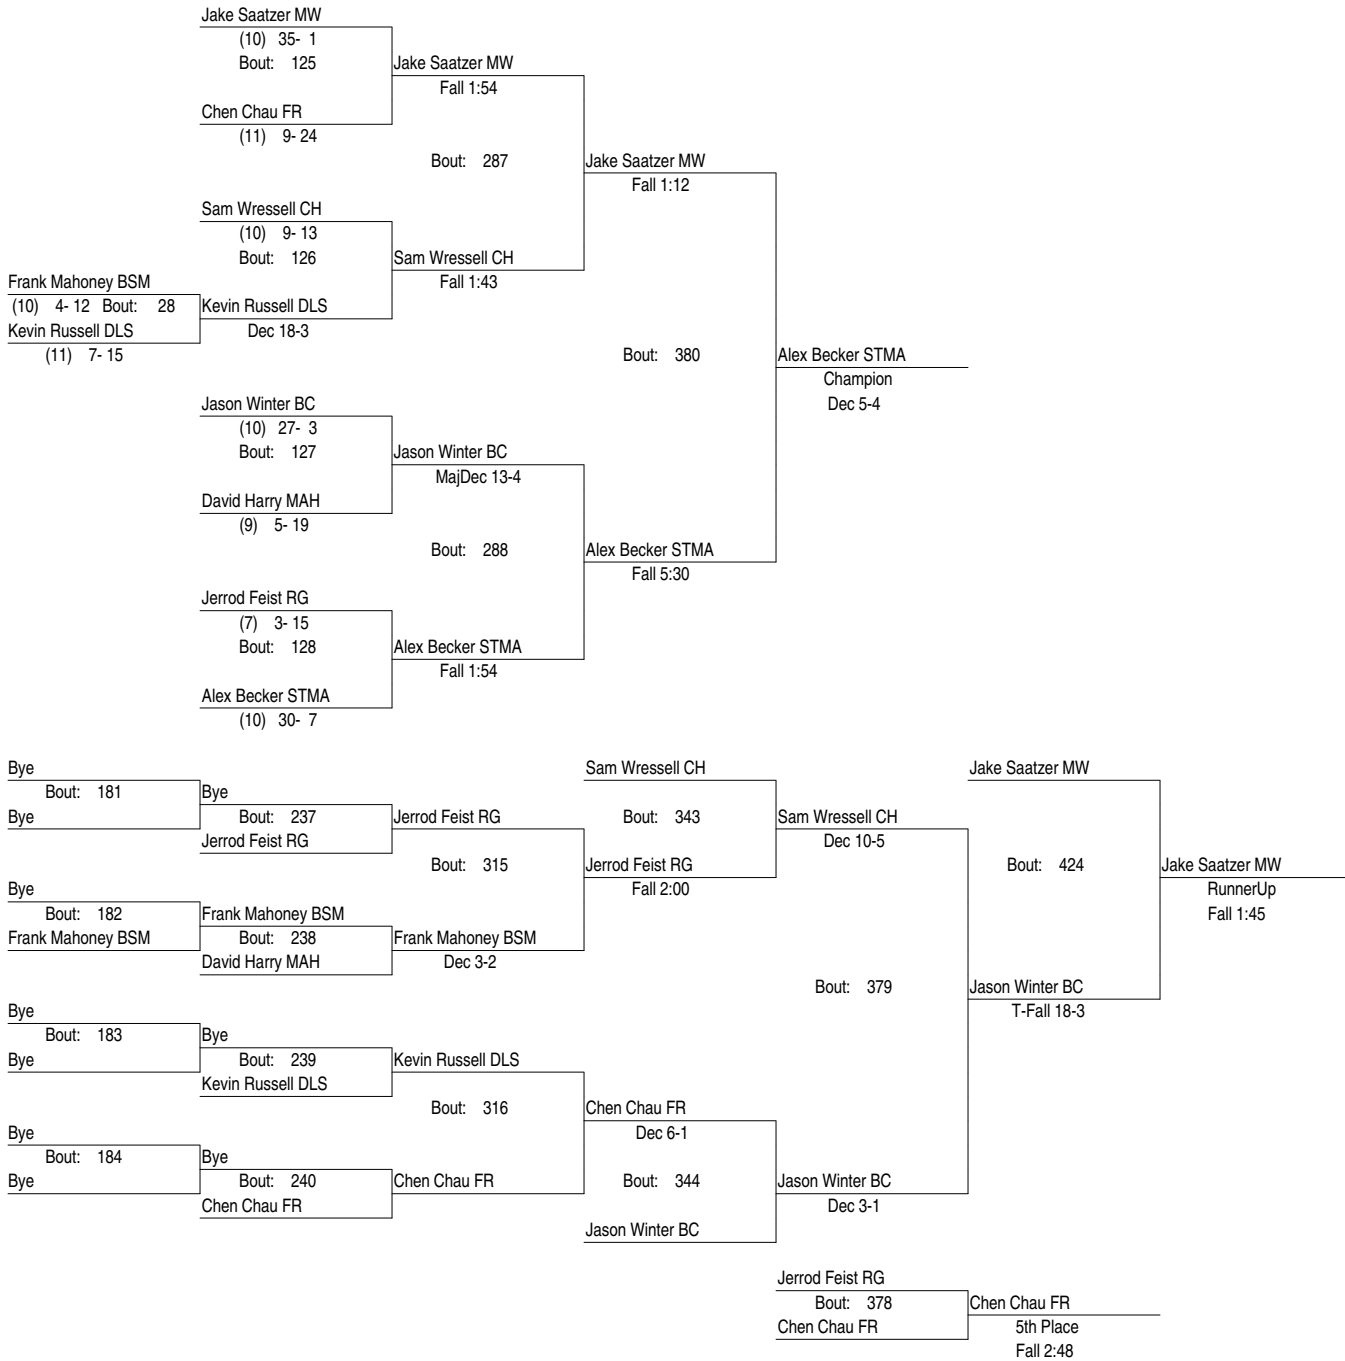 Jake Saatzer MW
(10) 35- 1
Bout: 125
Jake Saatzer MW
Fall 1:54
Chen Chau FR
(11) 9- 24
Bout: 287
Jake Saatzer MW
Fall 1:12
Sam Wressell CH
(10) 9- 13
Bout: 126
Sam Wressell CH
Fall 1:43
Frank Mahoney BSM
(10) 4- 12 Bout: 28
Kevin Russell DLS
Dec 18-3
Kevin Russell DLS
(11) 7- 15
Bout: 380
Alex Becker STMA
Champion
Dec 5-4
Jason Winter BC
(10) 27- 3
Bout: 127
Jason Winter BC
MajDec 13-4
David Harry MAH
(9) 5- 19
Bout: 288
Alex Becker STMA
Fall 5:30
Jerrod Feist RG
(7) 3- 15
Bout: 128
Alex Becker STMA
Fall 1:54
Alex Becker STMA
(10) 30- 7
Bye
Bout: 181
Bye
Bye
Bout: 237
Jerrod Feist RG
Jerrod Feist RG
Bout: 315
Sam Wressell CH
Bout: 343
Jerrod Feist RG
Fall 2:00
Sam Wressell CH
Dec 10-5
Jake Saatzer MW
Bout: 424
Jake Saatzer MW
RunnerUp
Fall 1:45
Bye
Bout: 182
Frank Mahoney BSM
Frank Mahoney BSM
Bout: 238
David Harry MAH
Frank Mahoney BSM
Dec 3-2
Bout: 379
Jason Winter BC
T-Fall 18-3
Bye
Bout: 183
Bye
Bye
Bout: 239
Kevin Russell DLS
Kevin Russell DLS
Bout: 316
Chen Chau FR
Dec 6-1
Bye
Bout: 184
Bye
Bye
Bout: 240
Chen Chau FR
Chen Chau FR
Bout: 344
Jason Winter BC
Dec 3-1
Jason Winter BC
Jerrod Feist RG
Bout: 378
Chen Chau FR
Chen Chau FR
5th Place
Fall 2:48